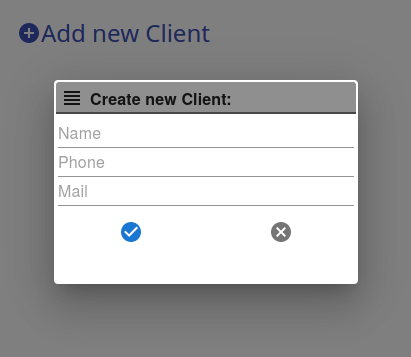 Add new Client
Create new Client:
Name
Phone
Mail